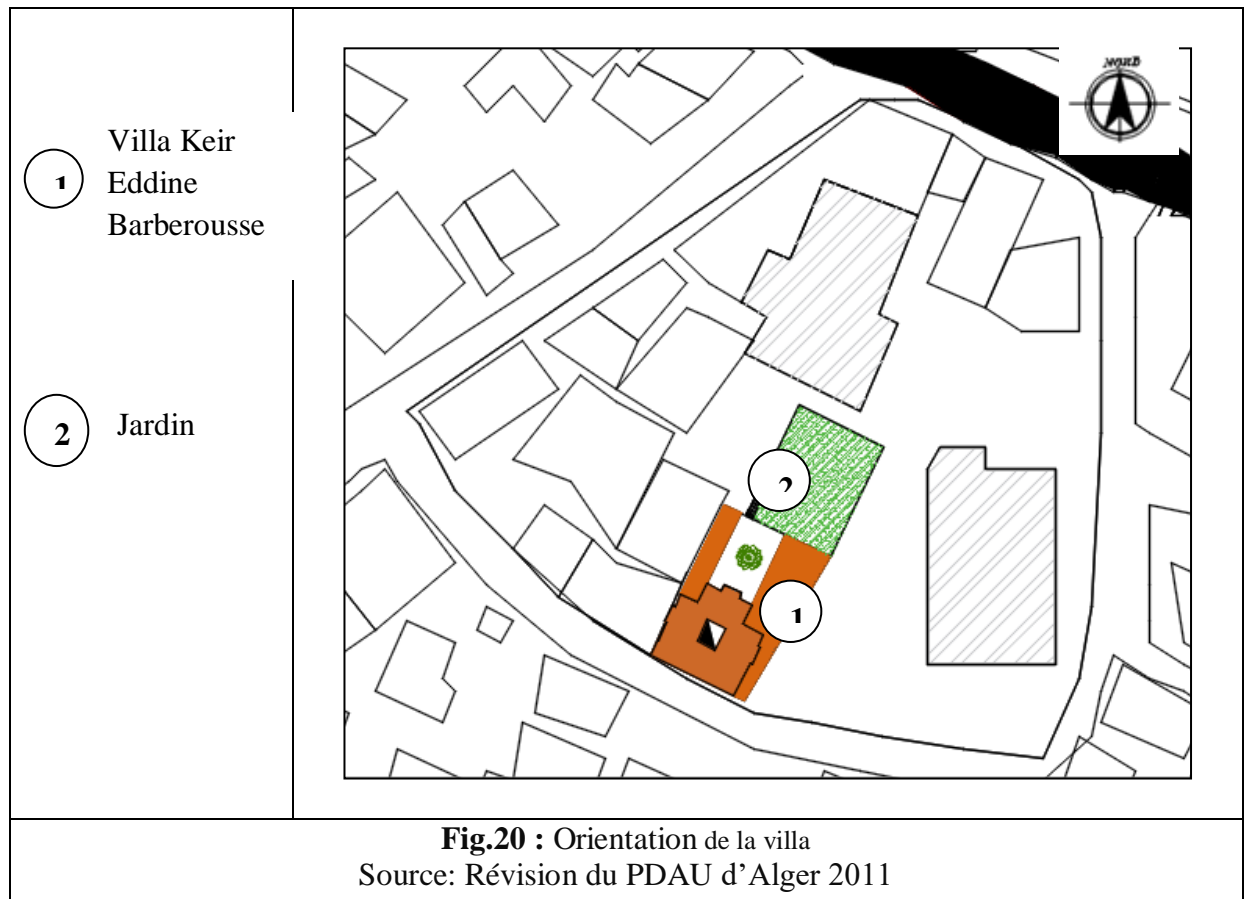 1 Villa Keir
Eddine
Barberousse
2 Jardin
NORD
2
1
Fig.20 : Orientation de la villa
Source: Révision du PDAU d’Alger 2011